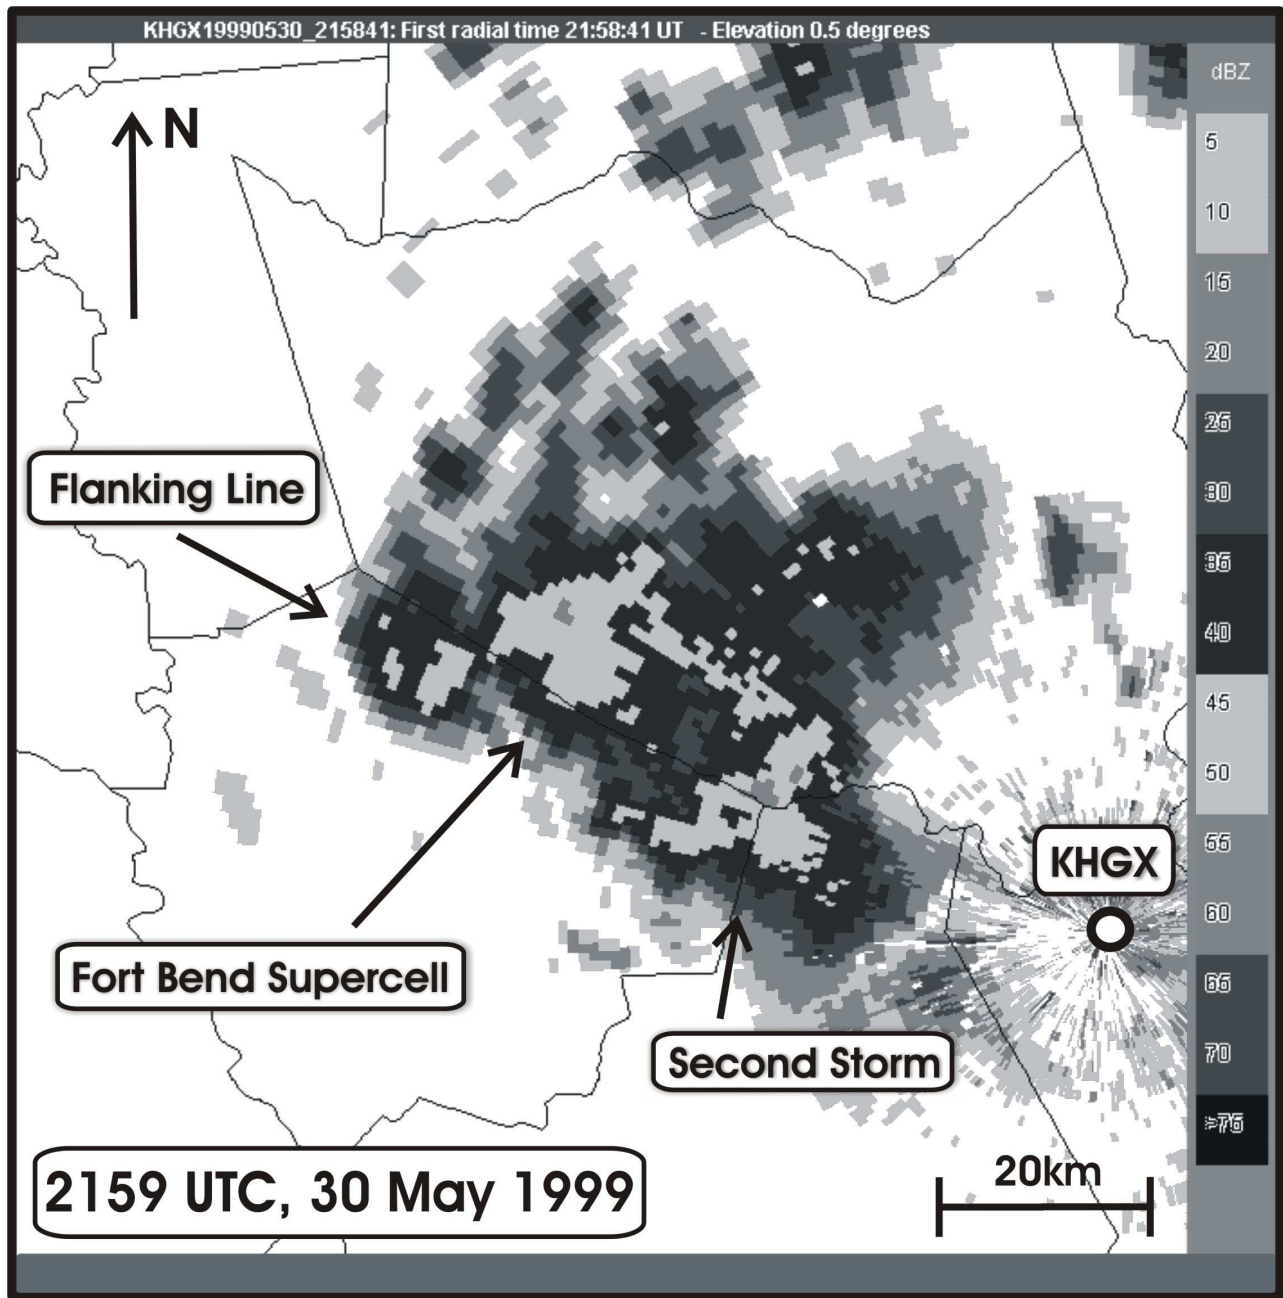 KHGX19990530_215841: First radial time 21:58:41 UT - Elevation 0.5 degrees
dBZ
N
5
10
15
20
25
30
35
40
45
50
55
60
65
70
>75
Flanking Line
KHGX
Fort Bend Supercell
Second Storm
2159 UTC, 30 May 1999
20km